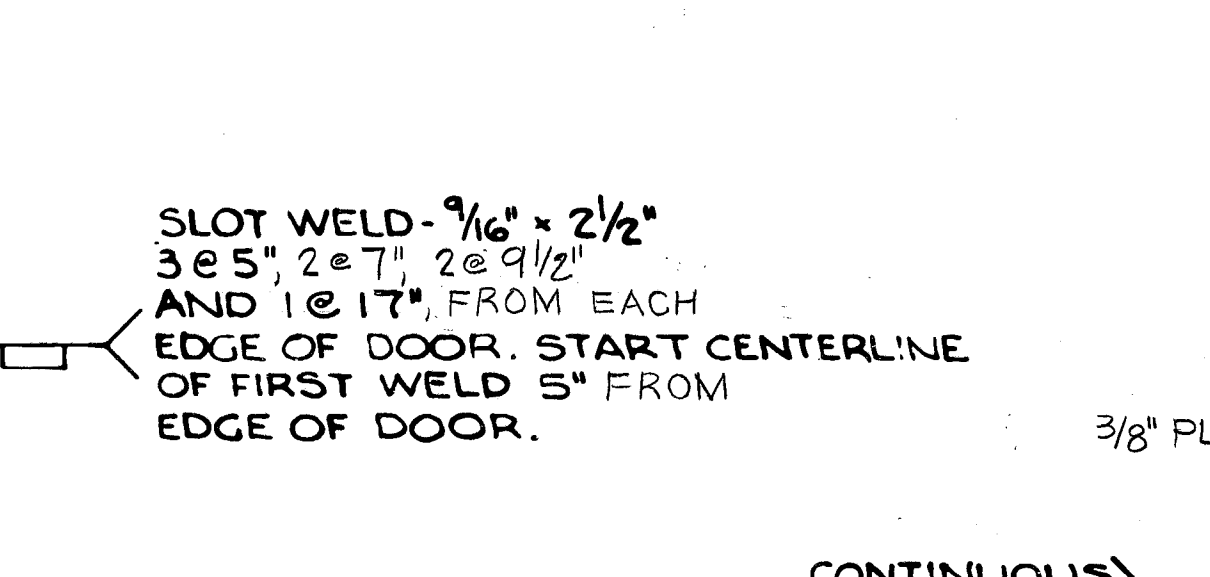 SLOT WELD - 9/16" x 2 1/2"
3 @ 5", 2 @ 7", 2 @ 9 1/2"
AND 1 @ 17", FROM EACH
EDGE OF DOOR. START CENTERLINE
OF FIRST WELD 5" FROM
EDGE OF DOOR.
3/8" PL
CONTINUOUS